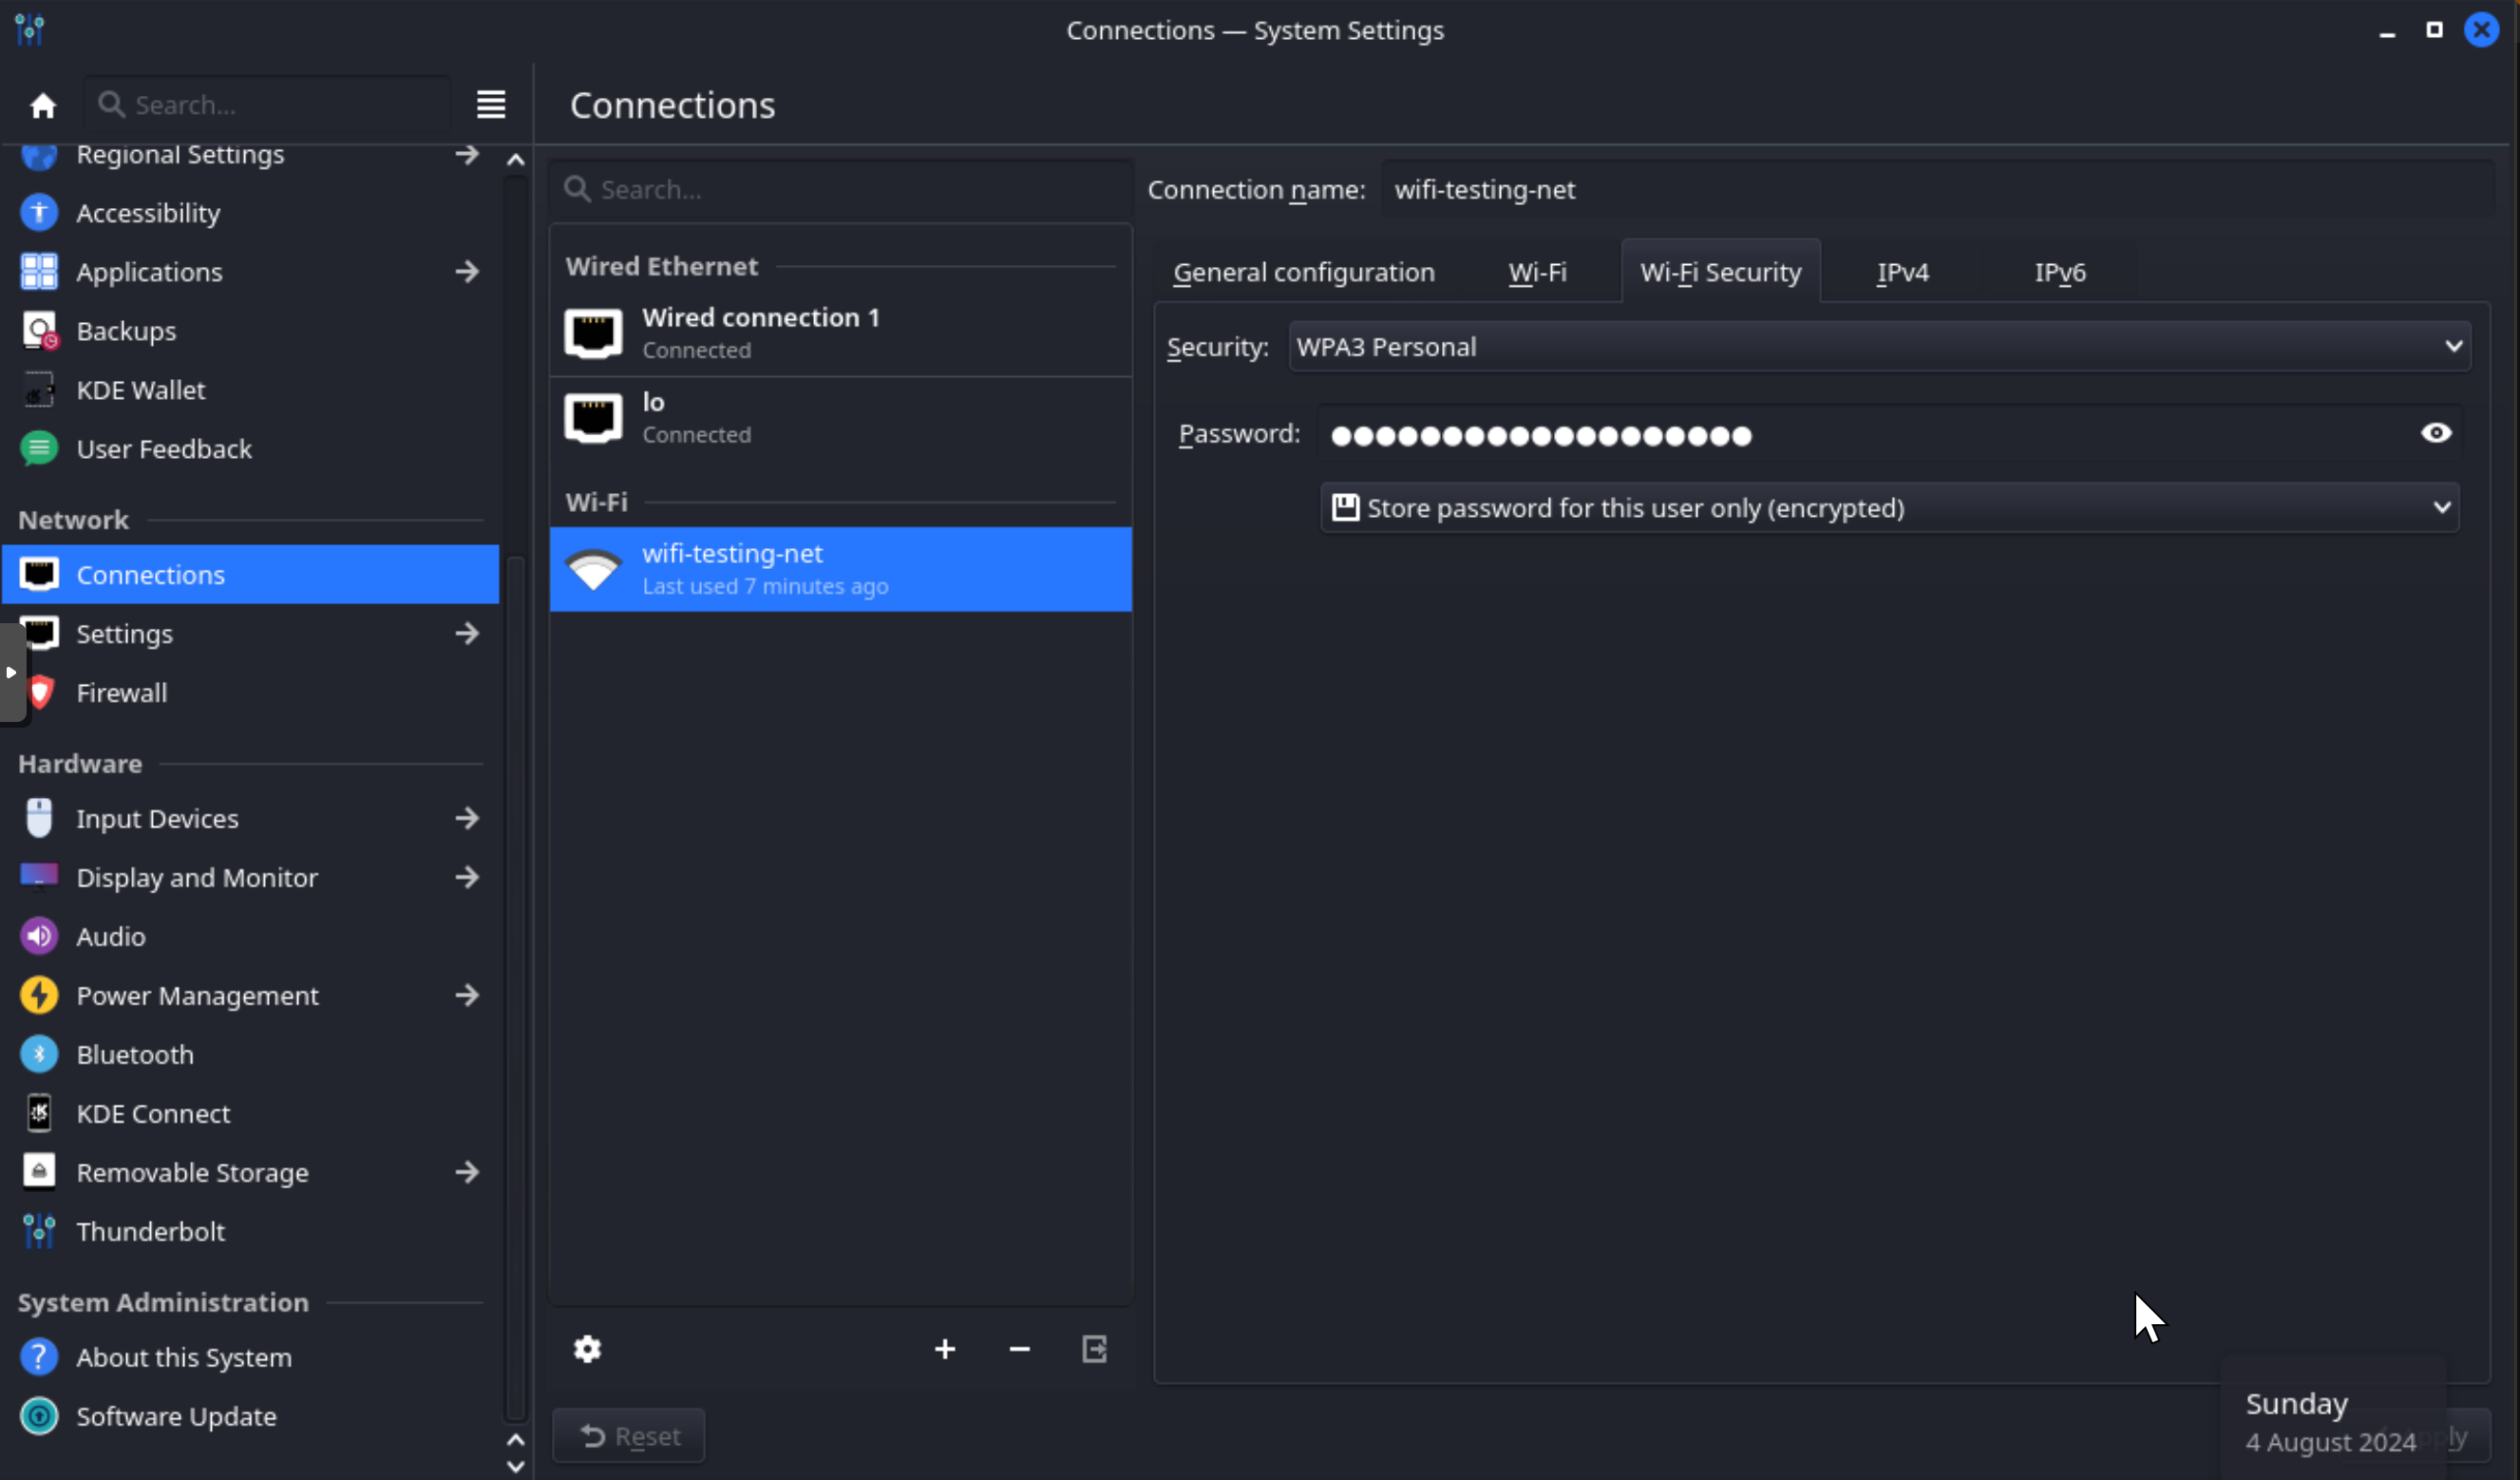 Connections — System Settings
Search...
Connections
Regional Settings
Accessibility
Applications
Backups
KDE Wallet
User Feedback
Network
Connections
Settings
Firewall
Hardware
Input Devices
Display and Monitor
Audio
Power Management
Bluetooth
KDE Connect
Removable Storage
Thunderbolt
System Administration
About this System
Software Update
Search...
Wired Ethernet
Wired connection 1
Connected
lo
Connected
Wi-Fi
wifi-testing-net
Last used 7 minutes ago
Reset
Connection name: wifi-testing-net
General configuration Wi-Fi Wi-Fi Security IPv4 IPv6
Security: WPA3 Personal
Password: ●●●●●●●●●●●●●●●●●●●
Store password for this user only (encrypted)
Sunday
4 August 2024